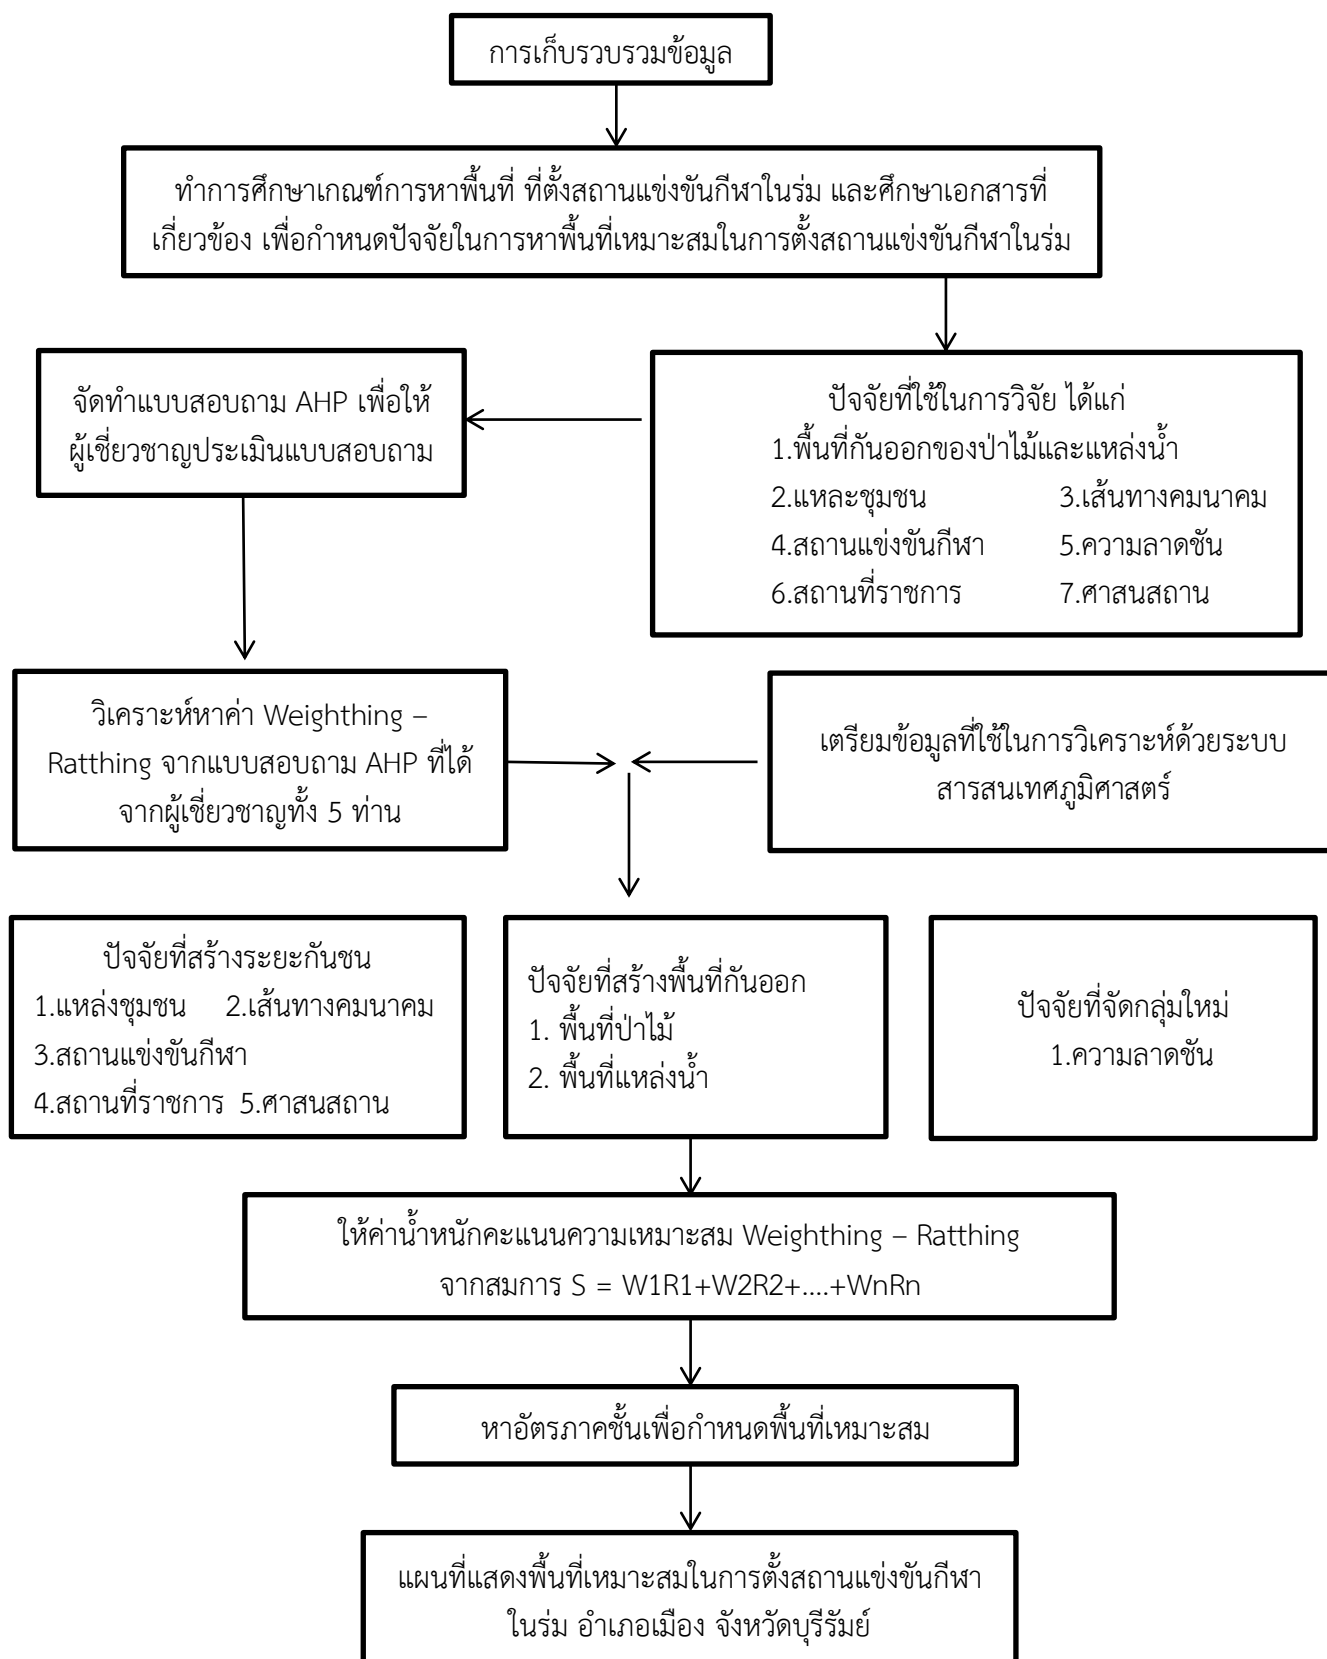 การเก็บรวบรวมข้อมูล
ทำการศึกษาเกณฑ์การหาพื้นที่ ที่ตั้งสถานแข่งขันกีฬาในร่ม และศึกษาเอกสารที่
เกี่ยวข้อง เพื่อกำหนดปัจจัยในการหาพื้นที่เหมาะสมในการตั้งสถานแข่งขันกีฬาในร่ม
จัดทำแบบสอบถาม AHP เพื่อให้
ผู้เชี่ยวชาญประเมินแบบสอบถาม
ปัจจัยที่ใช้ในการวิจัย ได้แก่
1.พื้นที่กันออกของป่าไม้และแหล่งน้ำ
2.แหละชุมชน 3.เส้นทางคมนาคม
4.สถานแข่งขันกีฬา 5.ความลาดชัน
6.สถานที่ราชการ 7.ศาสนสถาน
วิเคราะห์หาค่า Weighthing –
Ratthing จากแบบสอบถาม AHP ที่ได้
จากผู้เชี่ยวชาญทั้ง 5 ท่าน
เตรียมข้อมูลที่ใช้ในการวิเคราะห์ด้วยระบบ
สารสนเทศภูมิศาสตร์
ปัจจัยที่สร้างระยะกันชน
1.แหล่งชุมชน 2.เส้นทางคมนาคม
3.สถานแข่งขันกีฬา
4.สถานที่ราชการ 5.ศาสนสถาน
ปัจจัยที่สร้างพื้นที่กันออก
1. พื้นที่ป่าไม้
2. พื้นที่แหล่งน้ำ
ปัจจัยที่จัดกลุ่มใหม่
1.ความลาดชัน
ให้ค่าน้ำหนักคะแนนความเหมาะสม Weighthing – Ratthing
จากสมการ S = W1R1+W2R2+....+WnRn
หาอัตรภาคชั้นเพื่อกำหนดพื้นที่เหมาะสม
แผนที่แสดงพื้นที่เหมาะสมในการตั้งสถานแข่งขันกีฬา
ในร่ม อำเภอเมือง จังหวัดบุรีรัมย์